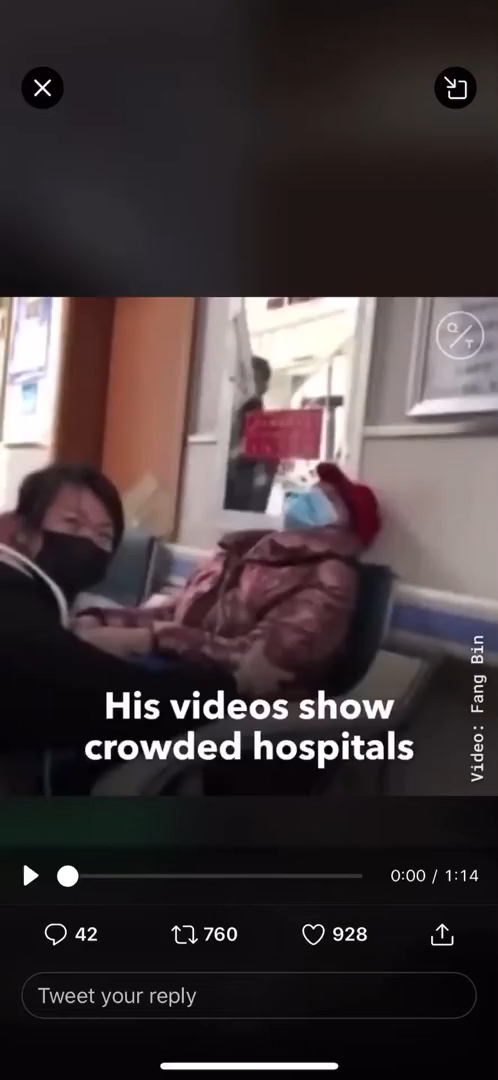 Q
T
His videos show
crowded hospitals
Video: Fang Bin
0:00 / 1:14
42
760
928
Tweet your reply